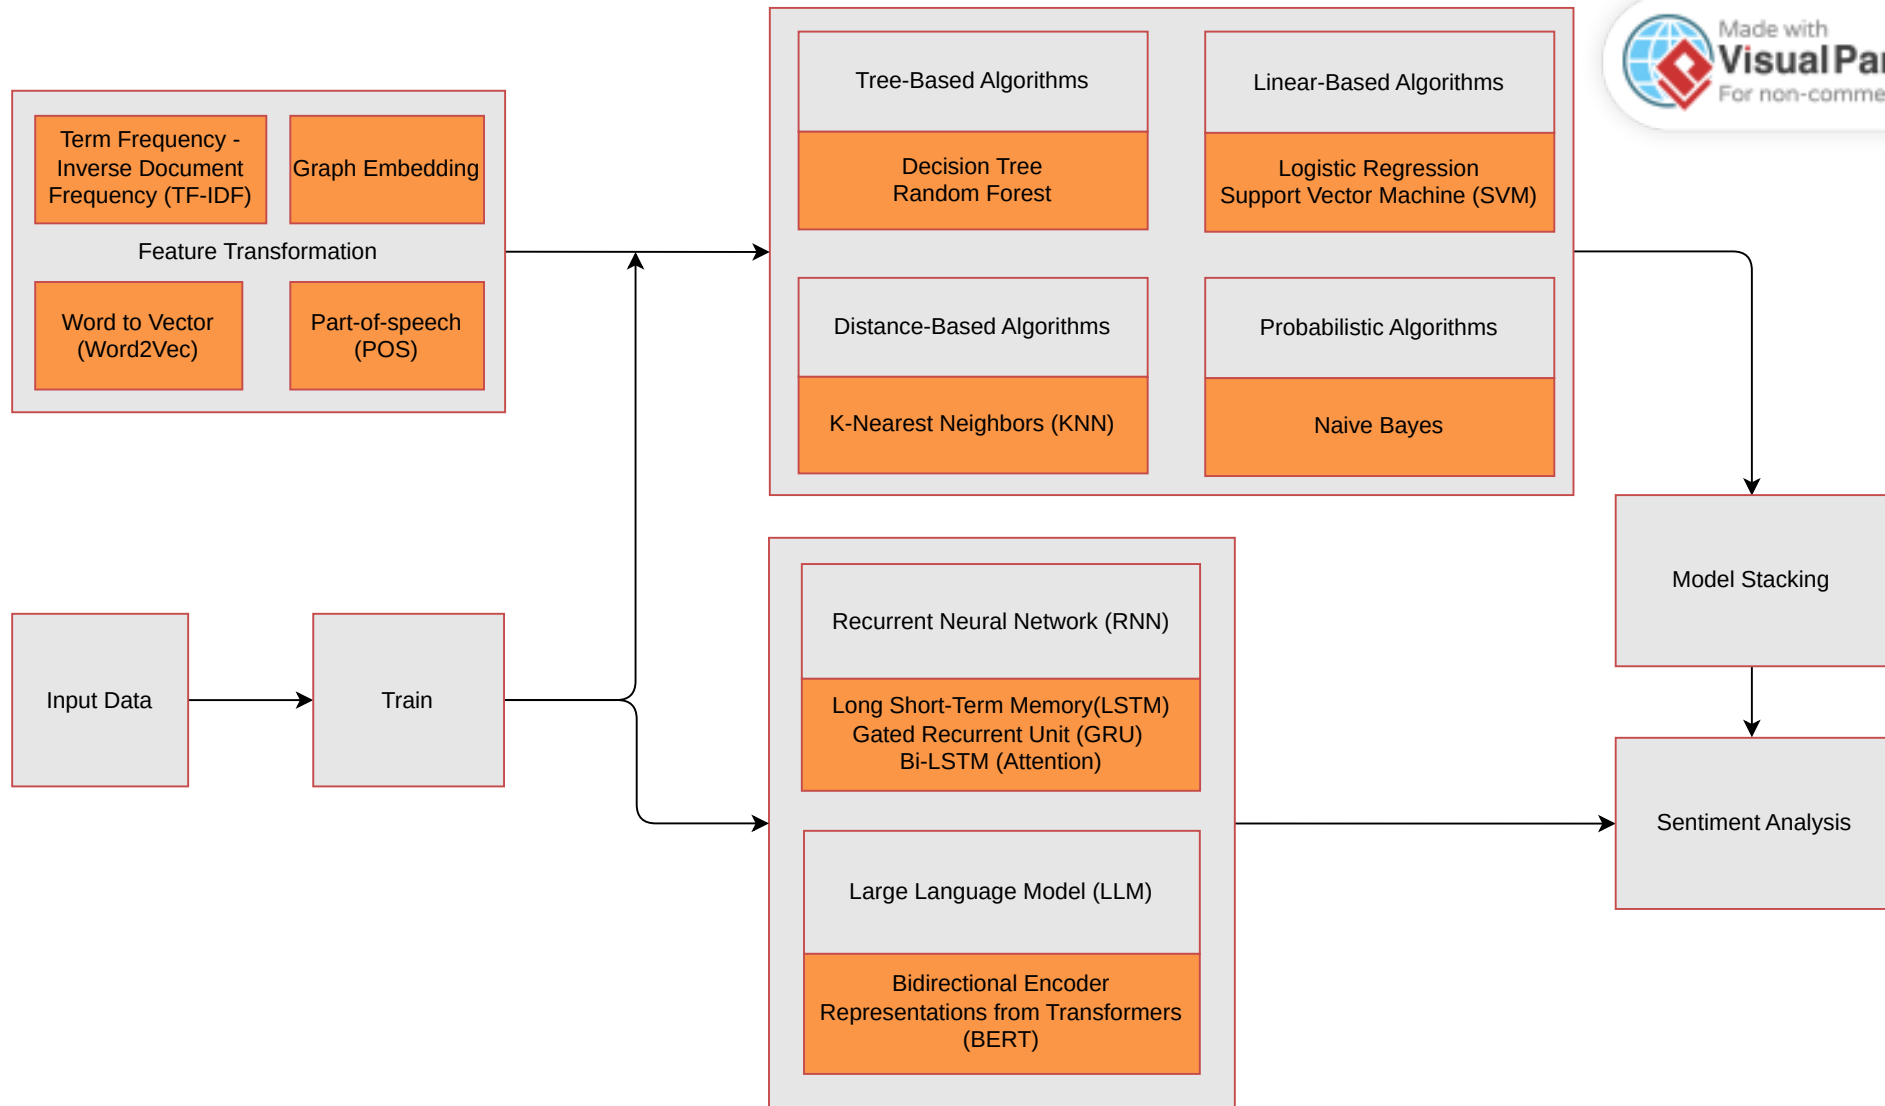 Made with
VisualPar
For non-comme
Term Frequency -
Inverse Document
Frequency (TF-IDF)
Graph Embedding
Feature Transformation
Word to Vector
(Word2Vec)
Part-of-speech
(POS)
Tree-Based Algorithms
Decision Tree
Random Forest
Linear-Based Algorithms
Logistic Regression
Support Vector Machine (SVM)
Distance-Based Algorithms
K-Nearest Neighbors (KNN)
Probabilistic Algorithms
Naive Bayes
Model Stacking
Input Data
Train
Recurrent Neural Network (RNN)
Long Short-Term Memory(LSTM)
Gated Recurrent Unit (GRU)
Bi-LSTM (Attention)
Large Language Model (LLM)
Bidirectional Encoder
Representations from Transformers
(BERT)
Sentiment Analysis